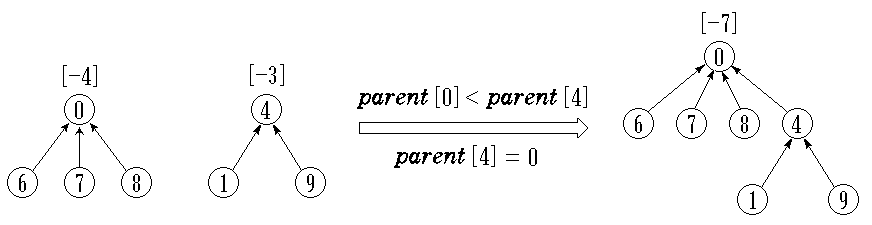 [−4]
0
6 7 8
[−3]
4
1 9
parent [0] < parent [4]
parent [4] = 0
[−7]
0
6 7 8 4
1 9